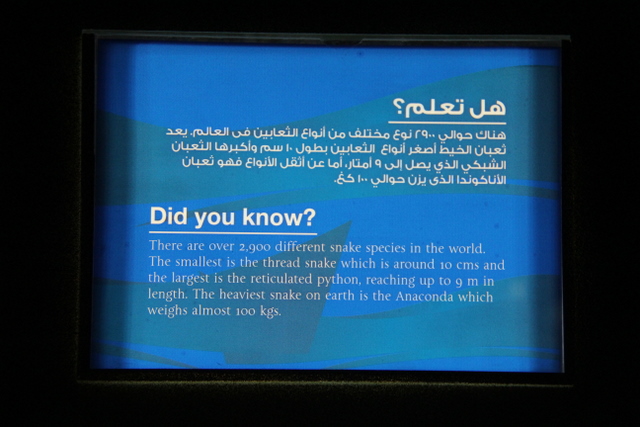 هل تعلم؟
هناك حوالي ٢٩٠٠ نوع مختلف من أنواع الثعابين فى العالم. يعد
ثعبان الخيط أصغر أنواع الثعابين بطول ١٠ سم وأكبرها الثعبان
الشبكي الذي يصل إلى ٩ أمتار، أما عن أثقل الأنواع فهو ثعبان
الأناكوندا الذى يزن حوالي ١٠٠ كغ.
Did you know?
There are over 2,900 different snake species in the world.
The smallest is the thread snake which is around 10 cms and
the largest is the reticulated python, reaching up to 9 m in
length. The heaviest snake on earth is the Anaconda which
weighs almost 100 kgs.